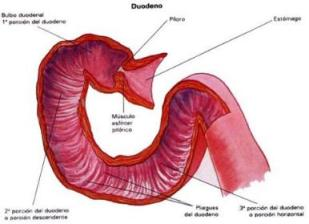 Duodeno
Bulbo duodenal
1ª porción del duodeno
Píloro
Estómago
Músculo
esfínter
pilórico
2ª porción del duodeno
o porción descendente
Pliegues
del duodeno
3ª porción del duodeno
o porción horizontal